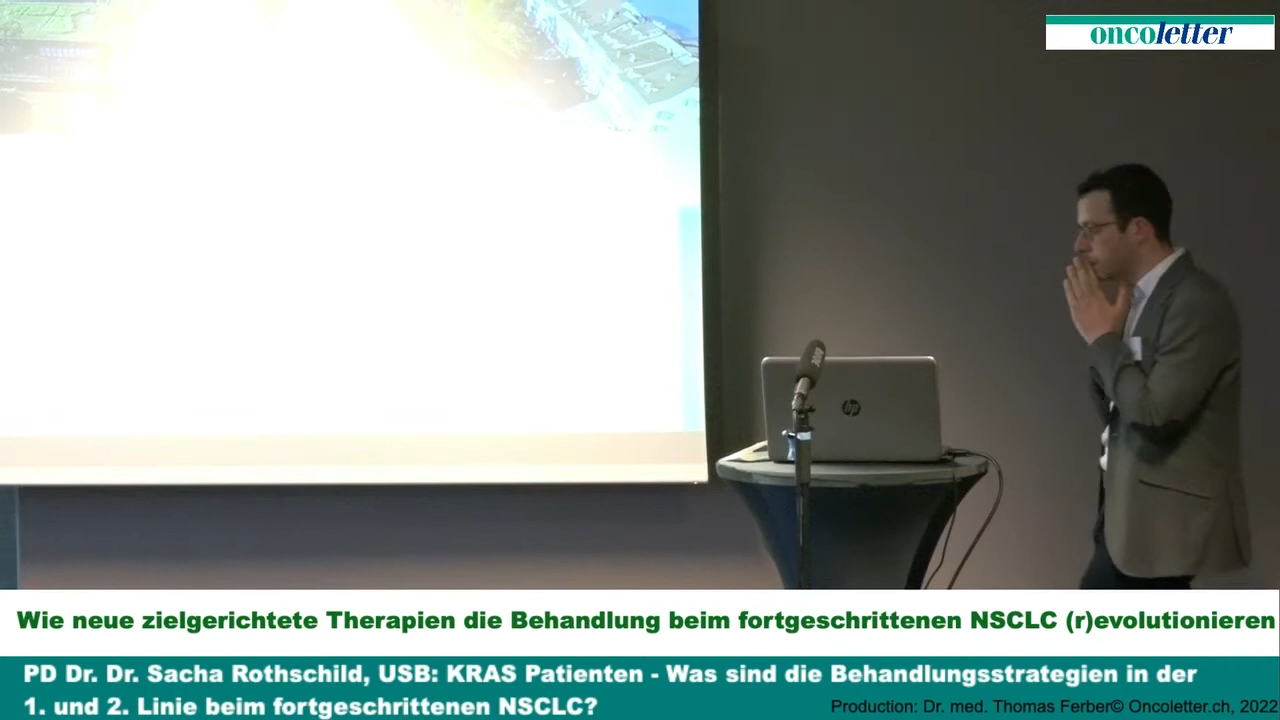 oncoletter
hp
Wie neue zielgerichtete Therapien die Behandlung beim fortgeschrittenen NSCLC (r)evolutionieren
PD Dr. Dr. Sacha Rothschild, USB: KRAS Patienten - Was sind die Behandlungsstrategien in der
1. und 2. Linie beim fortgeschrittenen NSCLC?
Production: Dr. med. Thomas Ferber© Oncoletter.ch, 2022